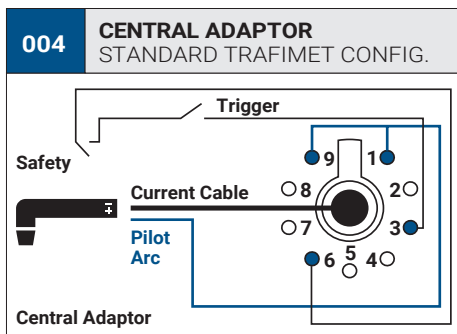 004
CENTRAL ADAPTOR
STANDARD TRAFIMET CONFIG.
Trigger
Safety
9 1
8 2
Current Cable
7 3
Pilot
Arc
6 5 4
Central Adaptor